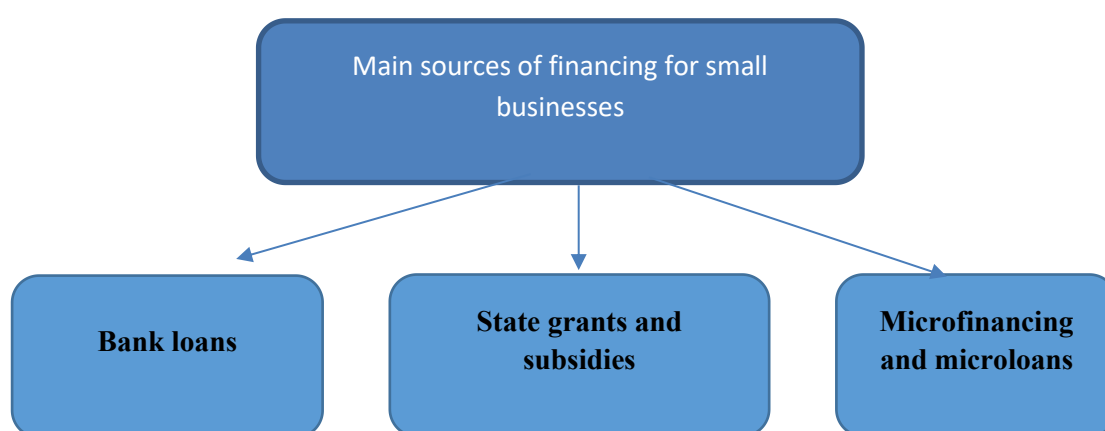 Main sources of financing for small
businesses
Bank loans
State grants and
subsidies
Microfinancing
and microloans